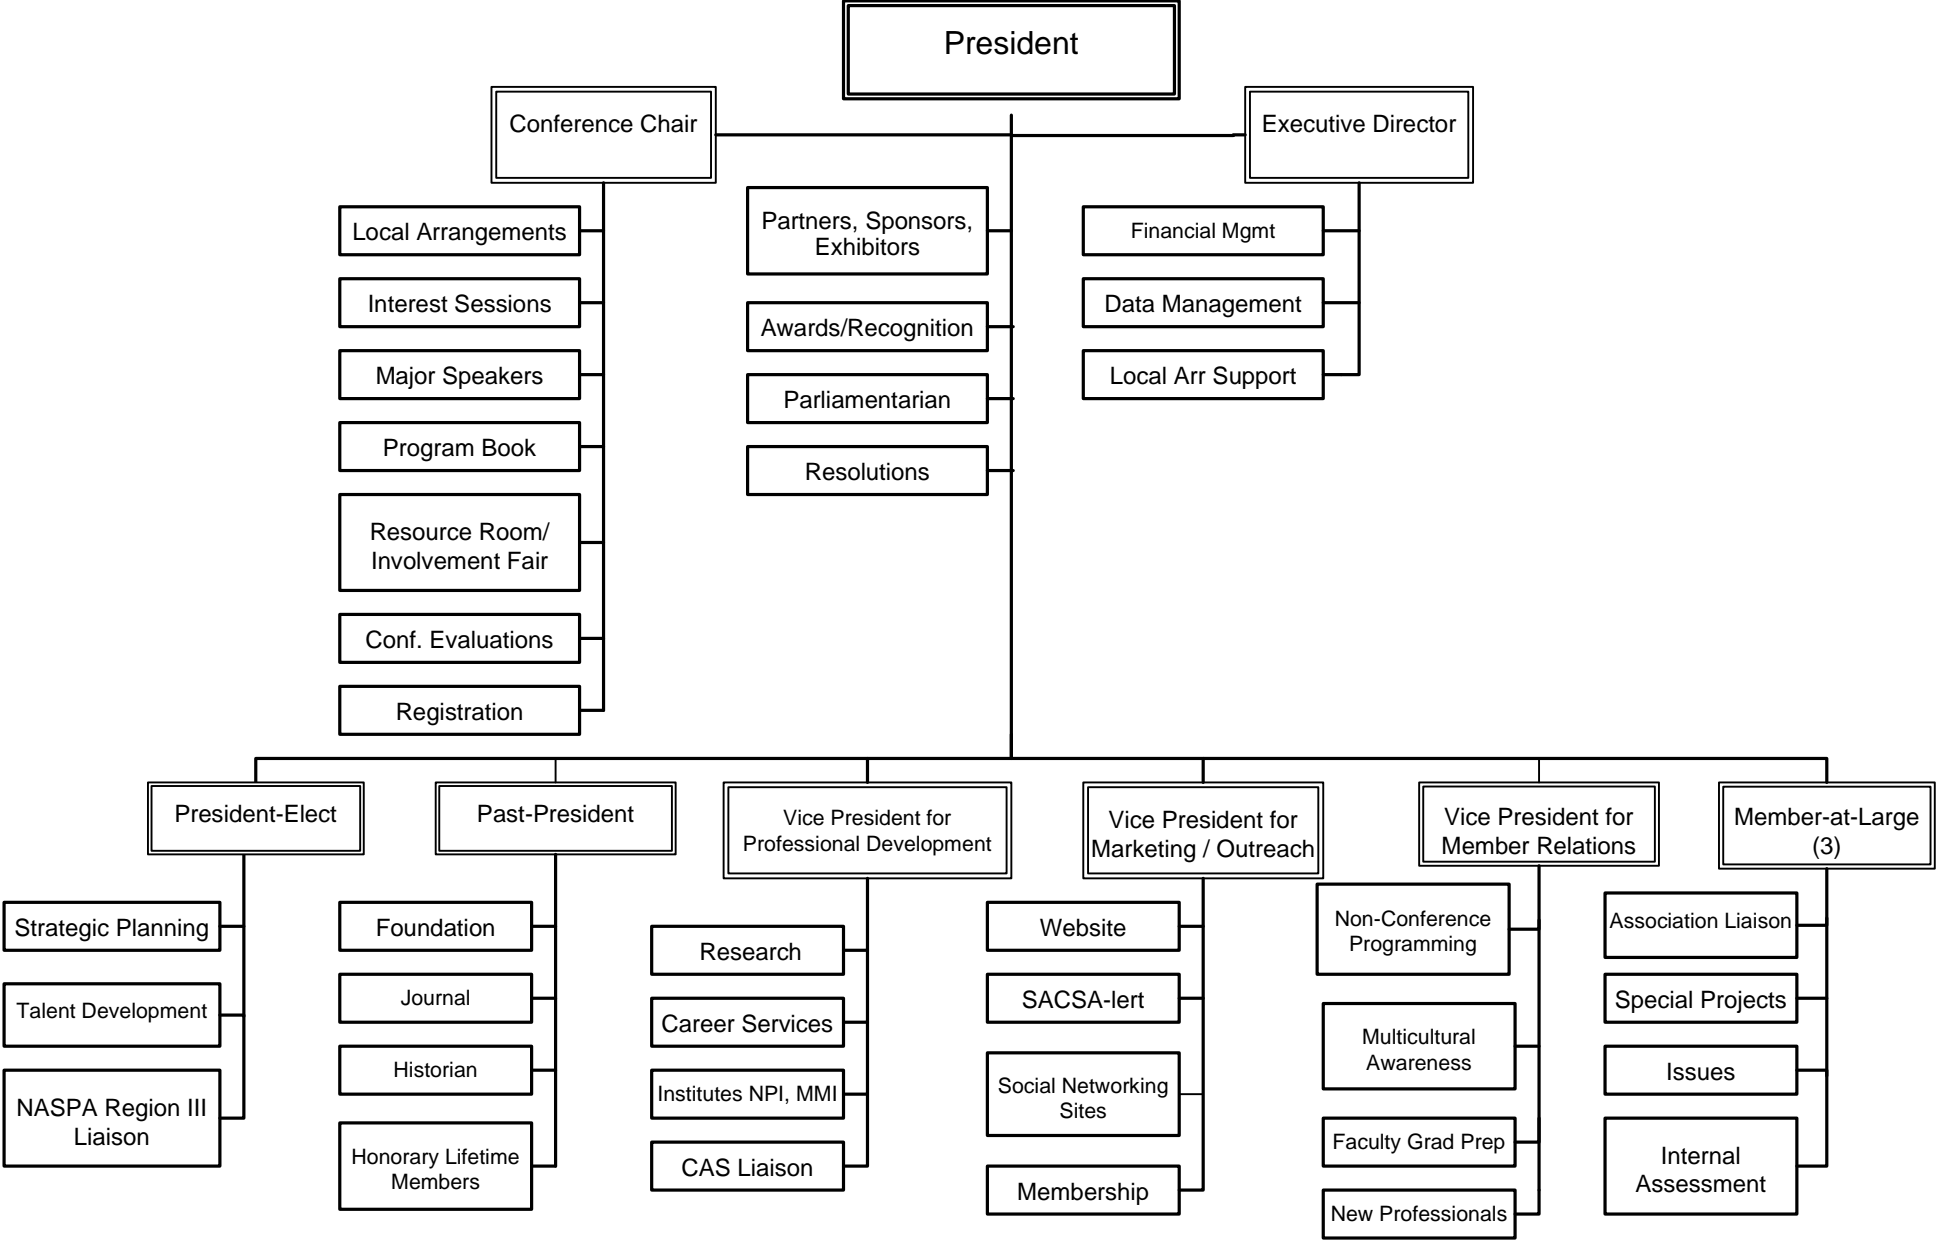 President
Conference Chair
Executive Director
Local Arrangements
Interest Sessions
Major Speakers
Program Book
Resource Room/
Involvement Fair
Conf. Evaluations
Registration
Partners, Sponsors,
Exhibitors
Awards/Recognition
Parliamentarian
Resolutions
Financial Mgmt
Data Management
Local Arr Support
President-Elect
Strategic Planning
Talent Development
NASPA Region III
Liaison
Past-President
Foundation
Journal
Historian
Honorary Lifetime
Members
Vice President for
Professional Development
Research
Career Services
Institutes NPI, MMI
CAS Liaison
Vice President for
Marketing / Outreach
Website
SACSA-lert
Social Networking
Sites
Membership
Vice President for
Member Relations
Non-Conference
Programming
Multicultural
Awareness
Faculty Grad Prep
New Professionals
Member-at-Large
(3)
Association Liaison
Special Projects
Issues
Internal
Assessment